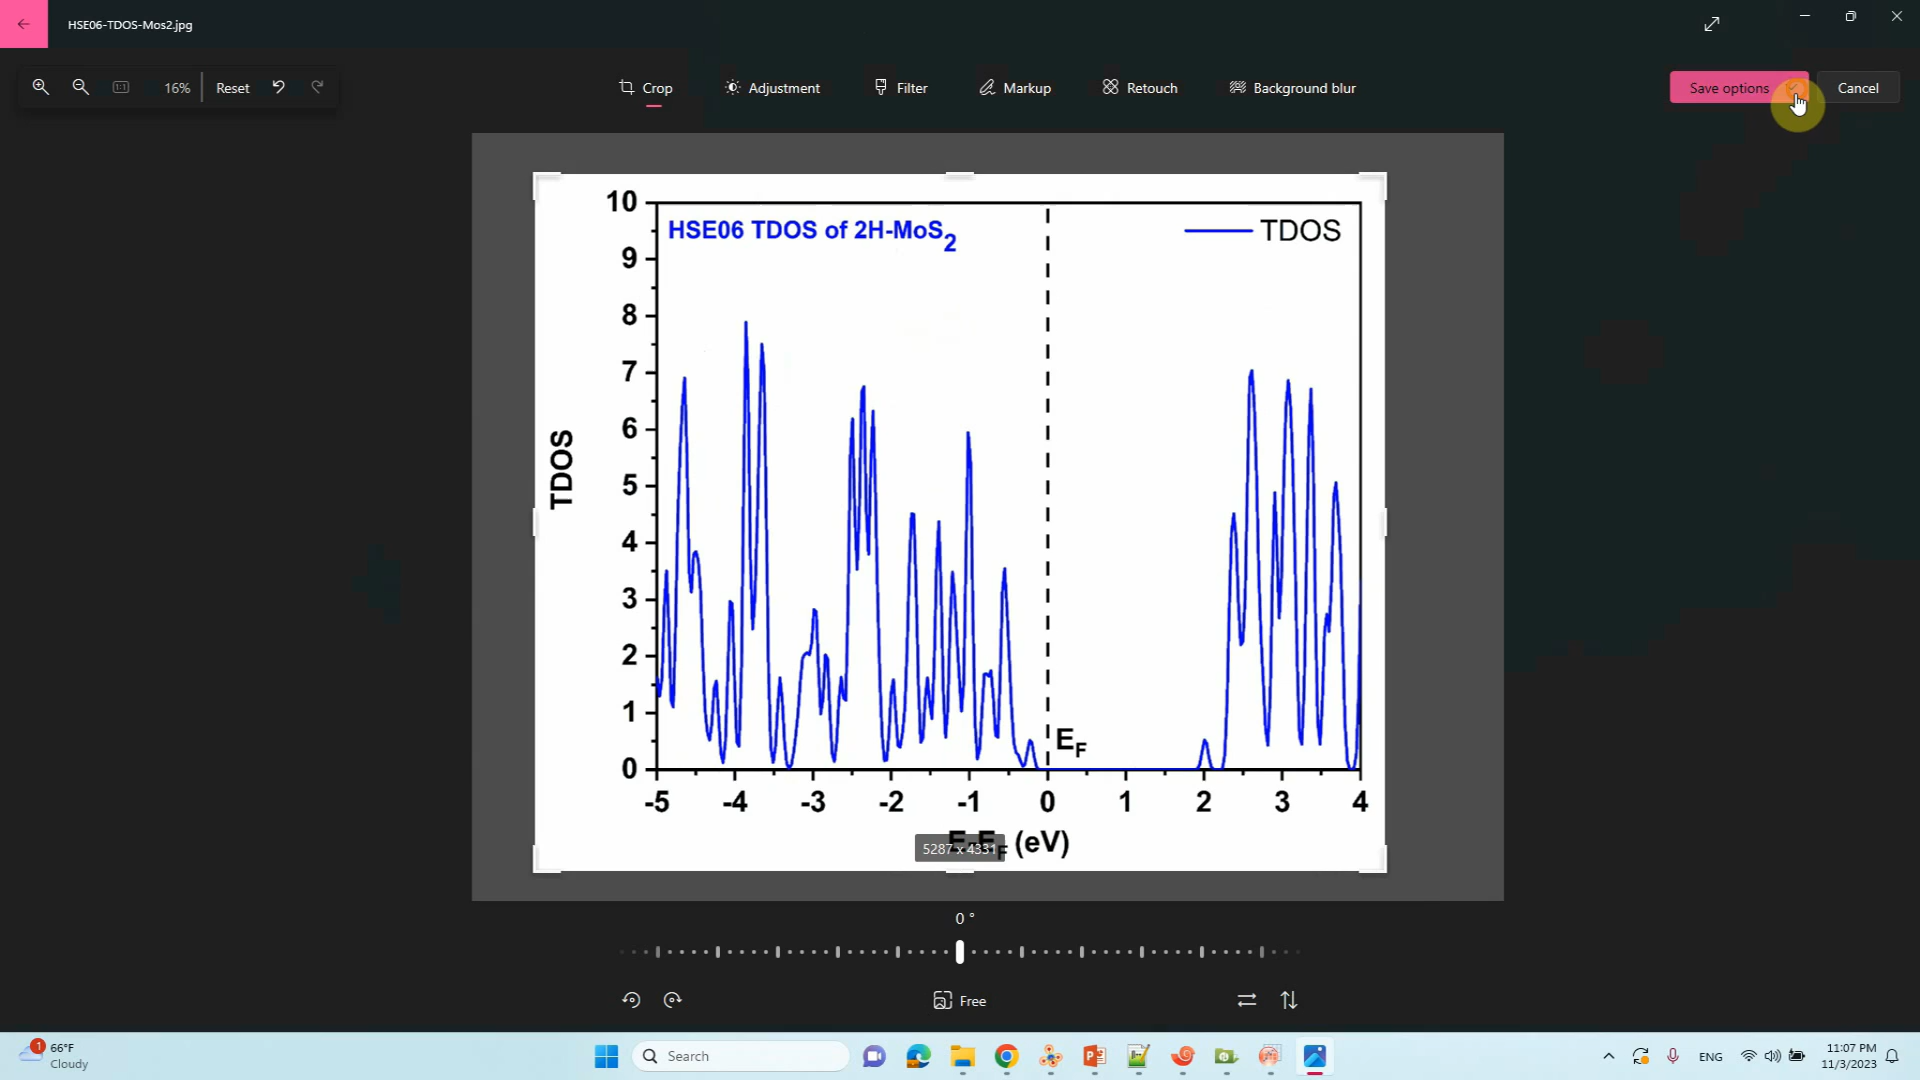 HSE06-TDOS-Mos2.jpg
16%
Reset
Crop
Adjustment
Filter
Markup
Retouch
Background blur
Save options
Cancel
HSE06 TDOS of 2H-MoS2
TDOS
10
9
8
7
6
5
4
3
2
1
0
TDOS
EF
-5 -4 -3 -2 -1 0 1 2 3 4
E-EF (eV)
5287 x 4331
0 °
Free
1
66°F
Cloudy
Search
ENG
11:07 PM
11/3/2023